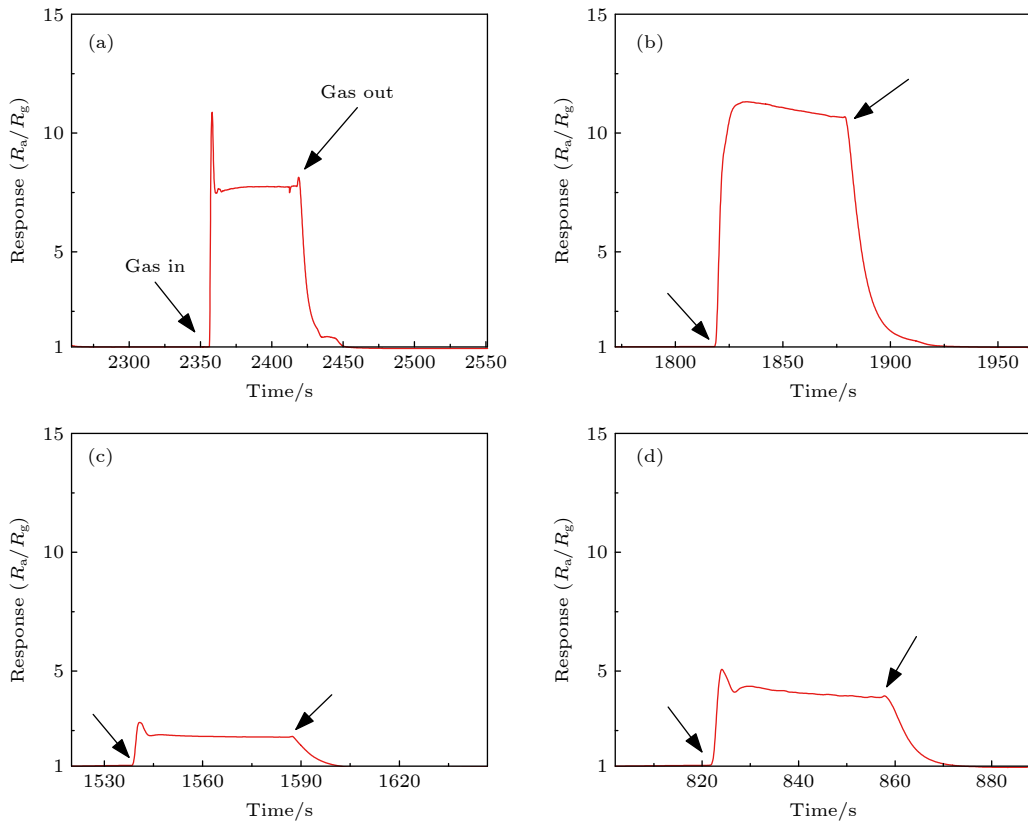 (a)
Gas out
Gas in
Response (Ra/Rg)
15
10
5
1
2300 2350 2400 2450 2500 2550
Time/s
(b)
Response (Ra/Rg)
15
10
5
1
1800 1850 1900 1950
Time/s
(c)
Response (Ra/Rg)
15
10
5
1
1530 1560 1590 1620
Time/s
(d)
Response (Ra/Rg)
15
10
5
1
820 840 860 880
Time/s